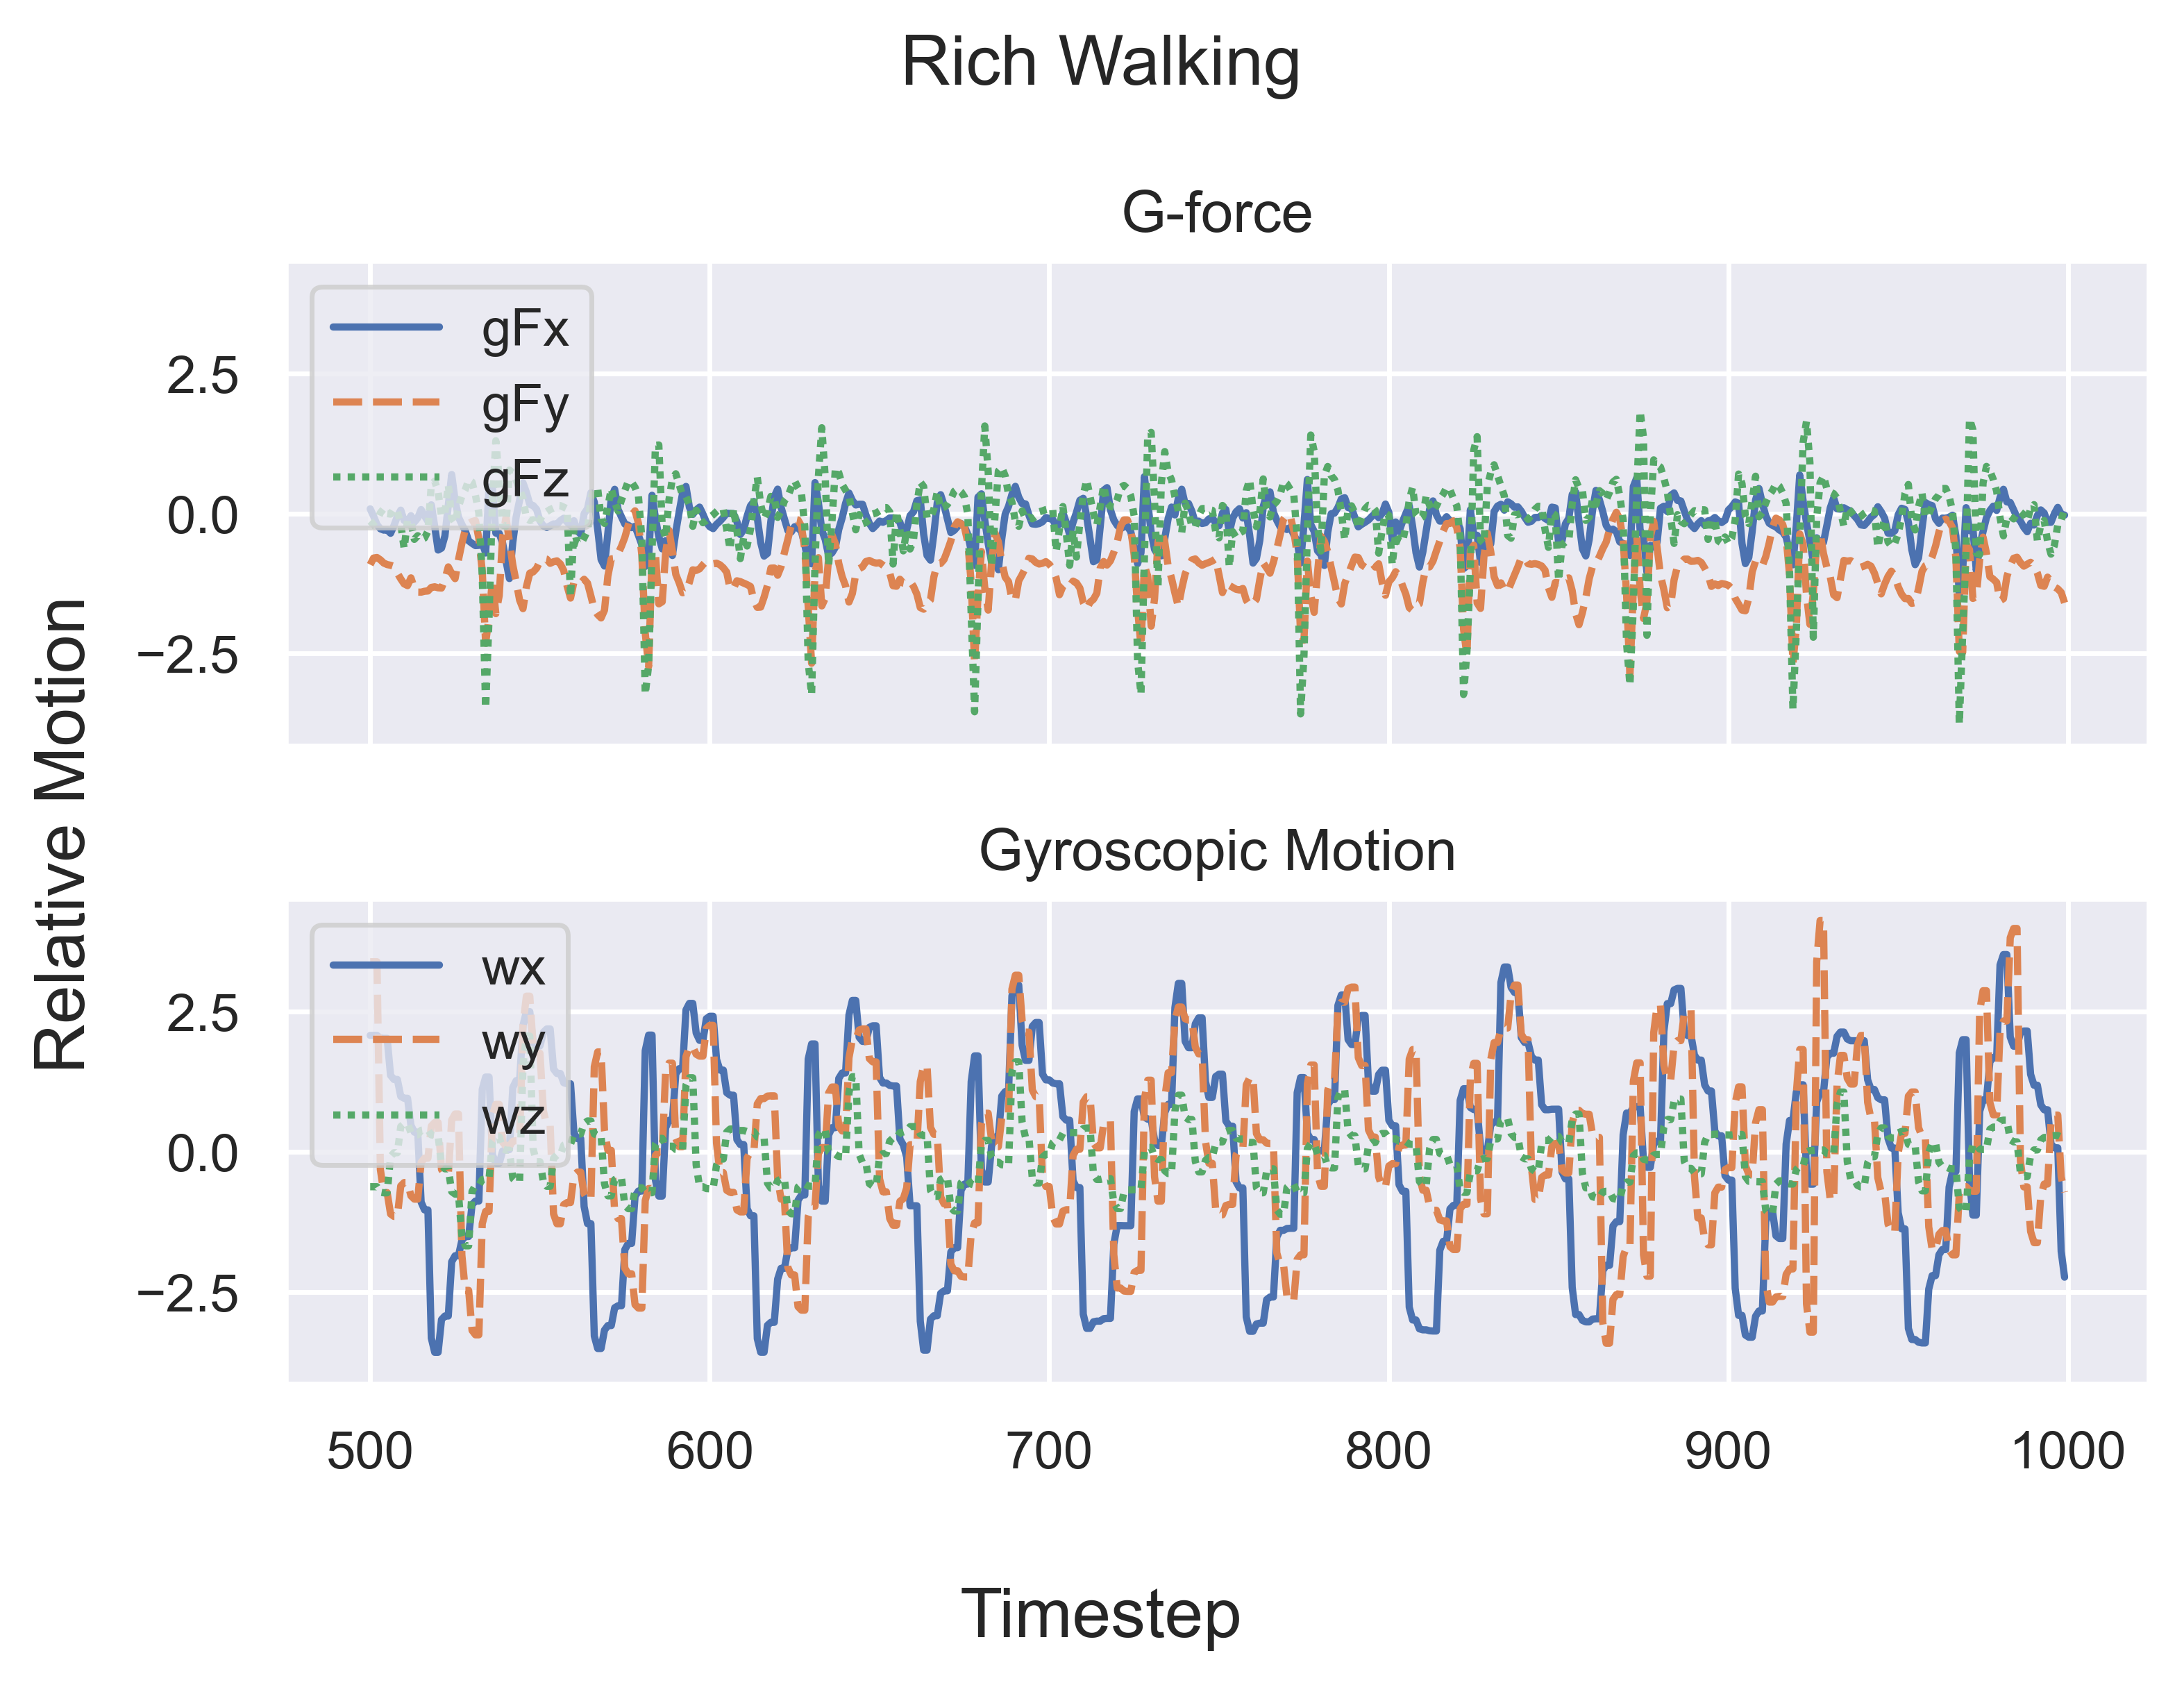 Rich Walking
G-force
gFx
gFy
gFz
2.5
0.0
−2.5
Relative Motion
Gyroscopic Motion
wx
wy
wz
2.5
0.0
−2.5
500 600 700 800 900 1000
Timestep